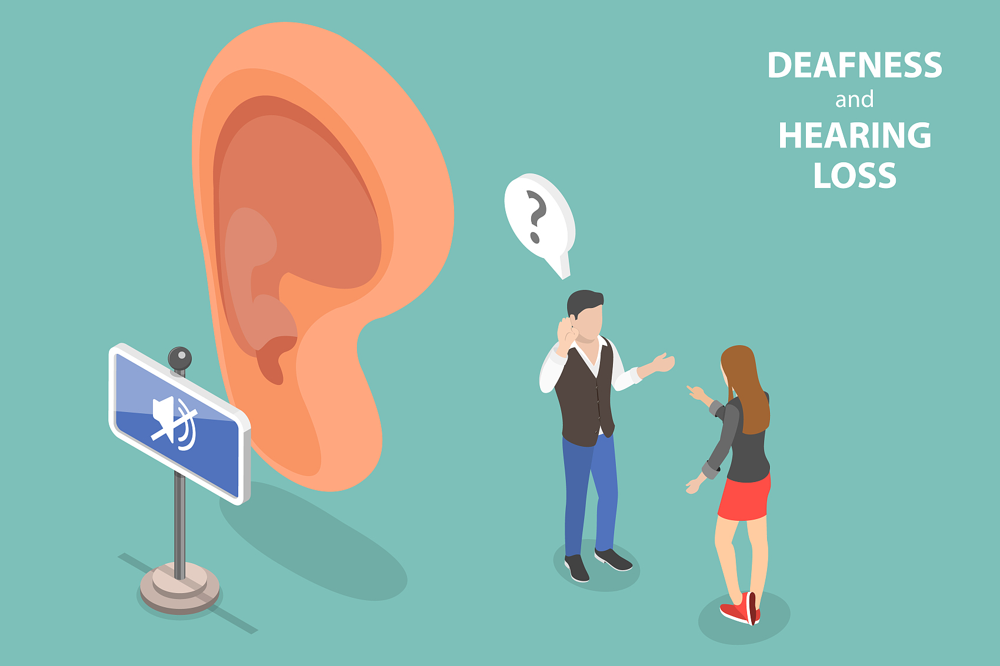 DEAFNESS
and
HEARING
LOSS
?